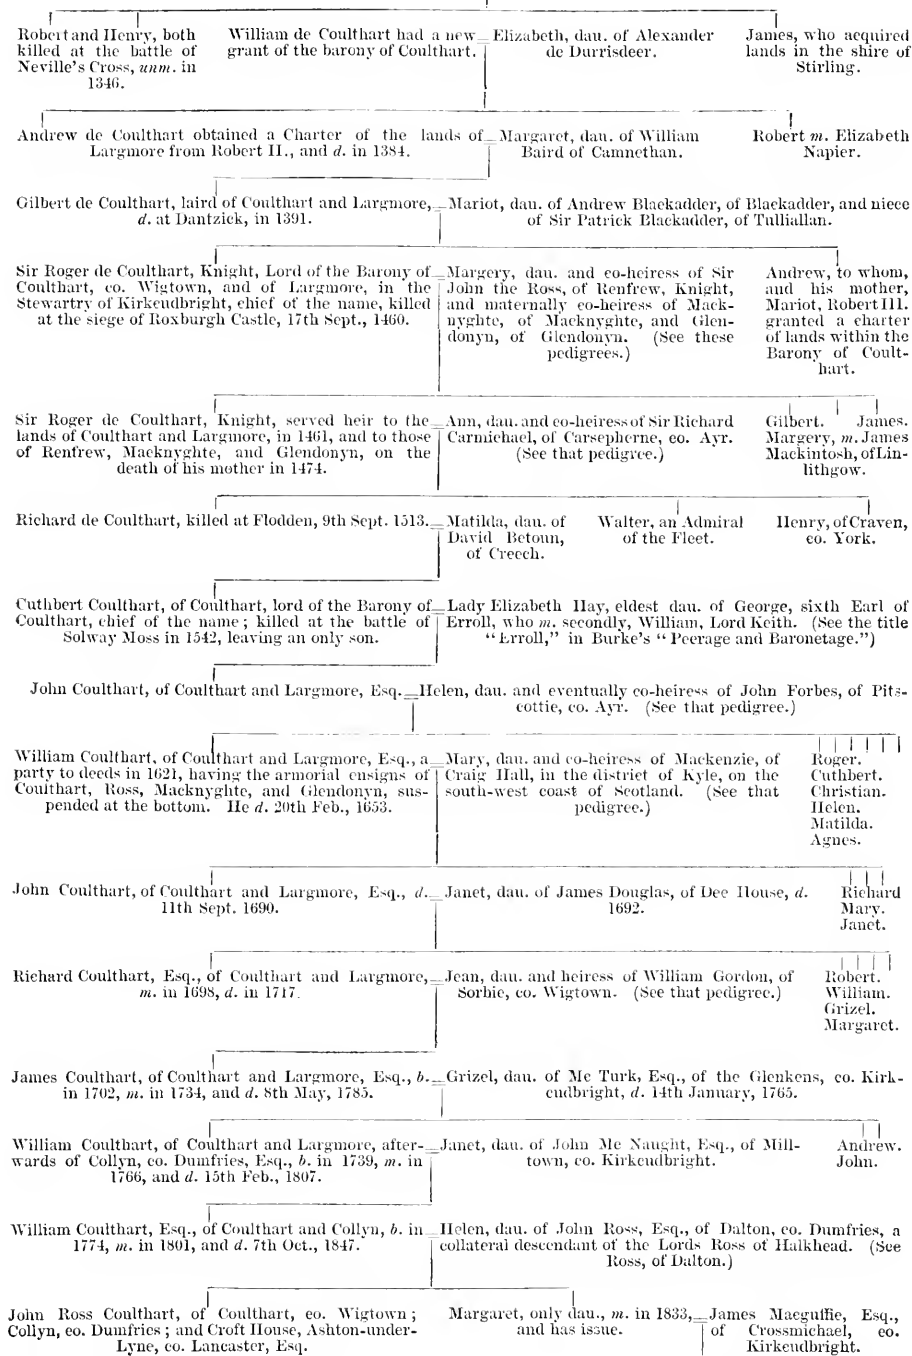 Robert and Henry, both
killed at the battle of
Neville's Cross, unm. in
1346.
William de Coulthart had a new
grant of the barony of Coulthart.
Elizabeth, dau. of Alexander
de Durrisdeer.
James, who acquired
lands in the shire of
Stirling.
Andrew de Coulthart obtained a Charter of the lands of
Largmore from Robert II., and d. in 1384.
Margaret, dau. of William
Baird of Camnethan.
Robert m. Elizabeth
Napier.
Gilbert de Coulthart, laird of Coulthart and Largmore,
d. at Dantzick, in 1391.
Mariot, dau. of Andrew Blackadder, of Blackadder, and niece
of Sir Patrick Blackadder, of Tulliallan.
Sir Roger de Coulthart, Knight, Lord of the Barony of
Coulthart, co. Wigtown, and of Largmore, in the
Stewartry of Kirkcudbright, chief of the name, killed
at the siege of Roxburgh Castle, 17th Sept., 1460.
Margery, dau. and co-heiress of Sir
John the Ross, of Renfrew, Knight,
and maternally co-heiress of Mack-
nyghte, of Macknyghte, and Glen-
donyn, of Glendonyn. (See these
pedigrees.)
Andrew, to whom,
and his mother,
Mariot, Robert III.
granted a charter
of lands within the
Barony of Coult-
hart.
Sir Roger de Coulthart, Knight, served heir to the
lands of Coulthart and Largmore, in 1461, and to those
of Renfrew, Macknyghte, and Glendonyn, on the
death of his mother in 1474.
Ann, dau. and co-heiress of Sir Richard
Carmichael, of Carspherne, co. Ayr.
(See that pedigree.)
Gilbert. James.
Margery, m. James
Mackintosh, of Lin-
lithgow.
Richard de Coulthart, killed at Flodden, 9th Sept. 1513.
Matilda, dau. of
David Betoun,
of Creech.
Walter, an Admiral
of the Fleet.
Henry, of Craven,
co. York.
Cuthbert Coulthart, of Coulthart, lord of the Barony of
Coulthart, chief of the name; killed at the battle of
Solway Moss in 1542, leaving an only son.
Lady Elizabeth Hay, eldest dau. of George, sixth Earl of
Erroll, who m. secondly, William, Lord Keith. (See the title
"Erroll," in Burke's "Peerage and Baronetage.")
John Coulthart, of Coulthart and Largmore, Esq.
Helen, dau. and eventually co-heiress of John Forbes, of Pits-
cottie, co. Ayr. (See that pedigree.)
William Coulthart, of Coulthart and Largmore, Esq., a
party to deeds in 1621, having the armorial ensigns of
Coulthart, Ross, Macknyghte, and Glendonyn, sus-
pended at the bottom. He d. 20th Feb., 1653.
Mary, dau. and co-heiress of Mackenzie, of
Craig Hall, in the district of Kyle, on the
south-west coast of Scotland. (See that
pedigree.)
Roger.
Cuthbert.
Christian.
Helen.
Matilda.
Agnes.
John Coulthart, of Coulthart and Largmore, Esq., d.
11th Sept. 1690.
Janet, dau. of James Douglas, of Dee House, d.
1692.
Richard
Mary.
Janet.
Richard Coulthart, Esq., of Coulthart and Largmore,
m. in 1698, d. in 1717.
Jean, dau. and heiress of William Gordon, of
Sorbie, co. Wigtown. (See that pedigree.)
Robert.
William.
Grizel.
Margaret.
James Coulthart, of Coulthart and Largmore, Esq., b.
in 1702, m. in 1734, and d. 8th May, 1785.
Grizel, dau. of Mc Turk, Esq., of the Glenkens, co. Kirk-
cudbright, d. 14th January, 1765.
William Coulthart, of Coulthart and Largmore, after-
wards of Collyn, co. Dumfries, Esq., b. in 1739, m. in
1766, and d. 15th Feb., 1807.
Janet, dau. of John Mc Naught, Esq., of Mill-
town, co. Kirkcudbright.
Andrew.
John.
William Coulthart, Esq., of Coulthart and Collyn, b. in
1774, m. in 1801, and d. 7th Oct., 1847.
Helen, dau. of John Ross, Esq., of Dalton, co. Dumfries, a
collateral descendant of the Lords Ross of Halkhead. (See
Ross, of Dalton.)
John Ross Coulthart, of Coulthart, co. Wigtown;
Collyn, co. Dumfries; and Croft House, Ashton-under-
Lyne, co. Lancaster, Esq.
Margaret, only dau., m. in 1833,
and has issue.
James Macguffie, Esq.,
of Crossmichael, co.
Kirkcudbright.